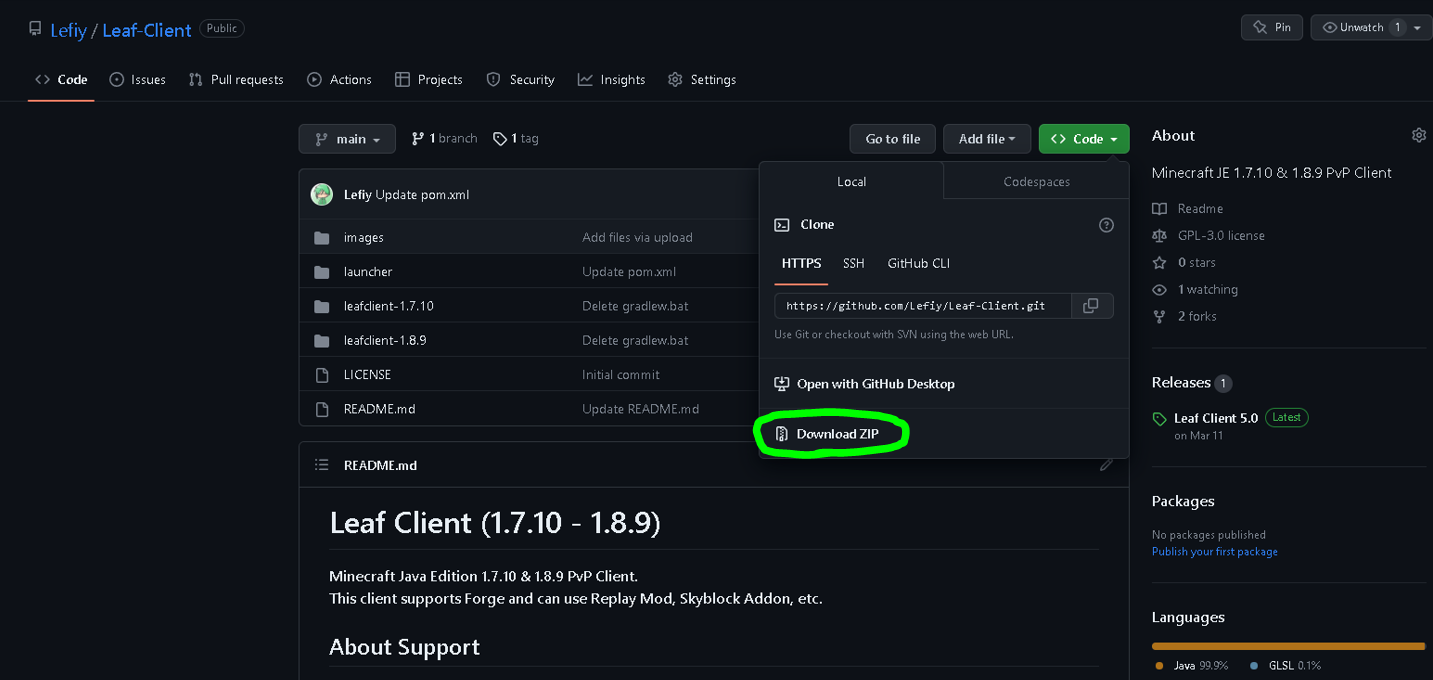 Lefiy / Leaf-Client Public
Pin
Unwatch 1
Code Issues Pull requests Actions Projects Security Insights Settings
main 1 branch 1 tag
Go to file Add file Code
Lefiy Update pom.xml
images Add files via upload
launcher Update pom.xml
leafclient-1.7.10 Delete gradlew.bat
leafclient-1.8.9 Delete gradlew.bat
LICENSE Initial commit
README.md Update README.md
Local Codespaces
Clone
HTTPS SSH GitHub CLI
https://github.com/Lefiy/Leaf-Client.git
Use Git or checkout with SVN using the web URL.
Open with GitHub Desktop
Download ZIP
README.md
Leaf Client (1.7.10 - 1.8.9)
Minecraft Java Edition 1.7.10 & 1.8.9 PvP Client.
This client supports Forge and can use Replay Mod, Skyblock Addon, etc.
About Support
About
Minecraft JE 1.7.10 & 1.8.9 PvP Client
Readme
GPL-3.0 license
0 stars
1 watching
2 forks
Releases 1
Leaf Client 5.0 Latest
on Mar 11
Packages
No packages published
Publish your first package
Languages
Java 99.9% GLSL 0.1%